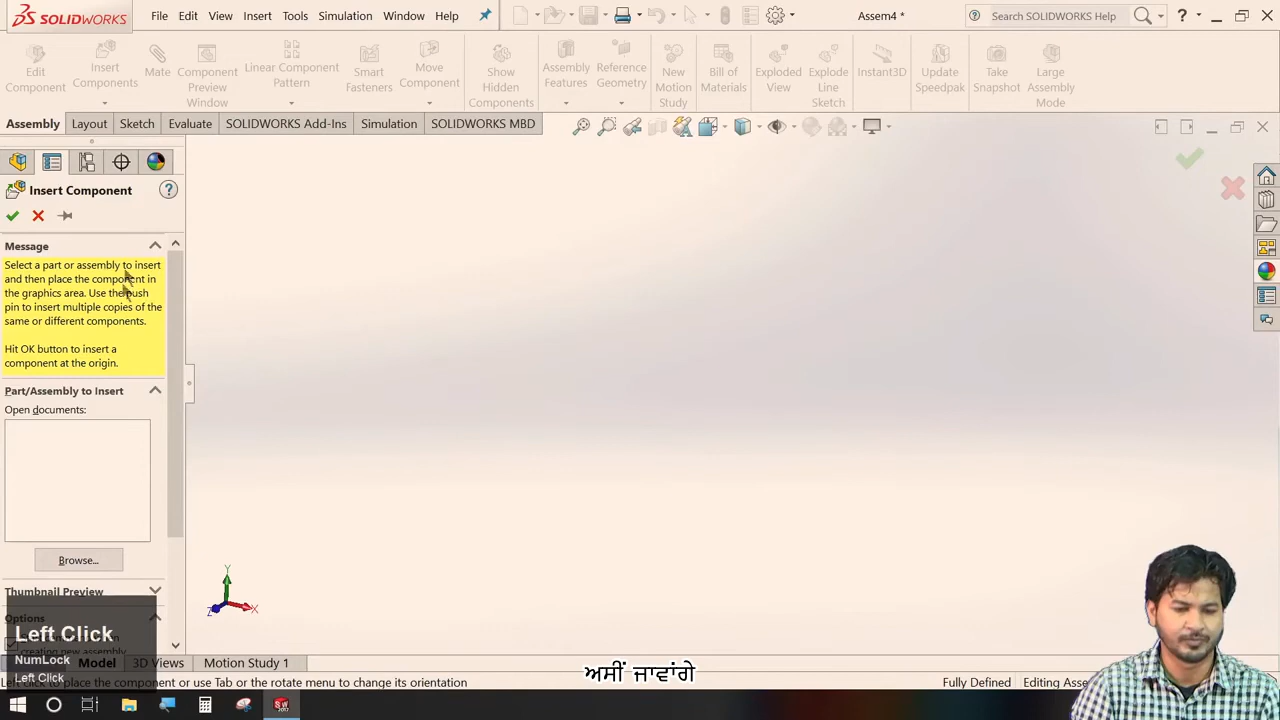 SOLIDWORKS
File Edit View Insert Tools Simulation Window Help
Assem4 *
Search SOLIDWORKS Help
Edit Component
Insert Components
Mate
Component Preview Window
Linear Component Pattern
Smart Fasteners
Move Component
Show Hidden Components
Assembly Features
Reference Geometry
New Motion Study
Bill of Materials
Exploded View
Explode Line Sketch
Instant3D
Update Speedpak
Take Snapshot
Large Assembly Mode
Assembly Layout Sketch Evaluate SOLIDWORKS Add-Ins Simulation SOLIDWORKS MBD
Insert Component
Message
Select a part or assembly to insert
and then place the component in
the graphics area. Use the push
pin to insert multiple copies of the
same or different components.
Hit OK button to insert a
component at the origin.
Part/Assembly to Insert
Open documents:
Browse...
Thumbnail Preview
Options
creating new assembly
Left Click
NumLock
Left Click
Y
Z
X
Model 3D Views Motion Study 1
ਅਸੀਂ ਜਾਵਾਂਗੇ
to place the component or use Tab or the rotate menu to change its orientation
Fully Defined
Editing Asse